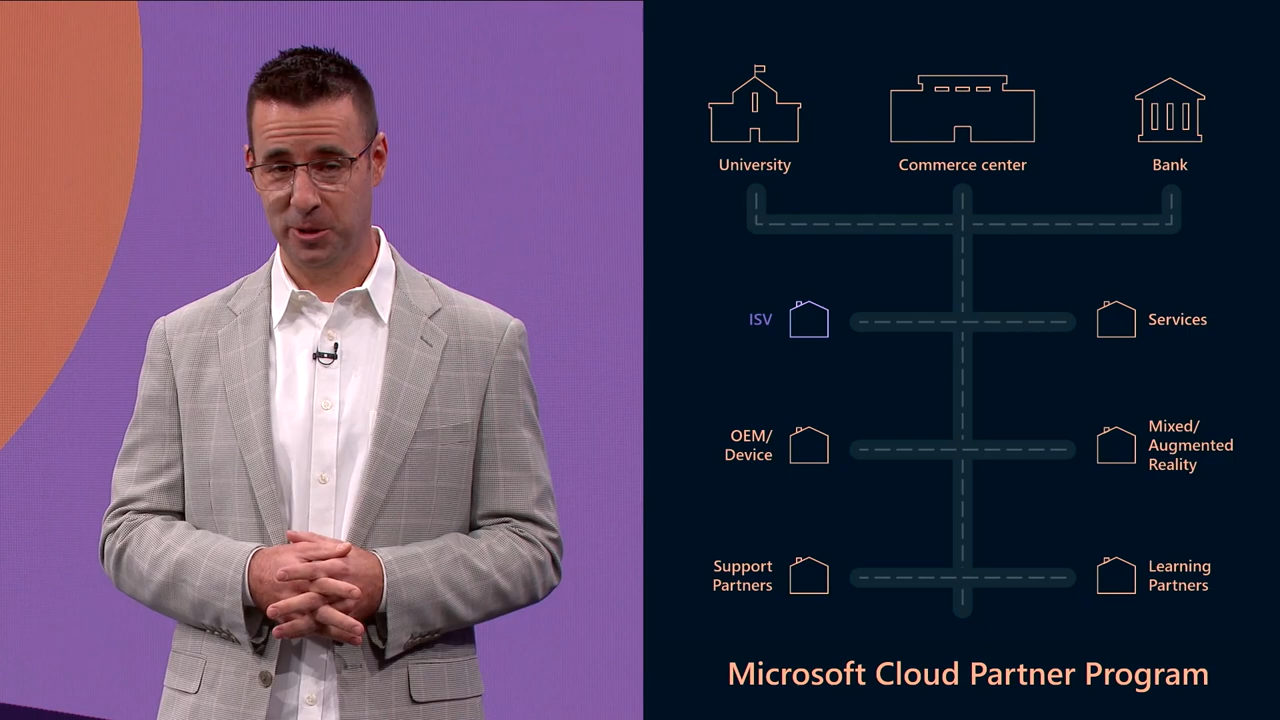 University
Commerce center
Bank
ISV
Services
OEM/
Device
Mixed/
Augmented
Reality
Support
Partners
Learning
Partners
Microsoft Cloud Partner Program